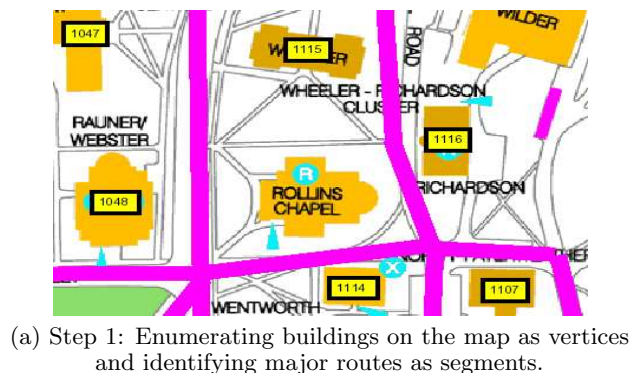 1047
1115
WILDER
ROAD
WHEELER - RICHARDSON
CLUSTER
RAUNER/
WEBSTER
1116
R
RICHARDSON
1048
ROLLINS
CHAPEL
X
1114
1107
WENTWORTH
(a) Step 1: Enumerating buildings on the map as vertices
and identifying major routes as segments.